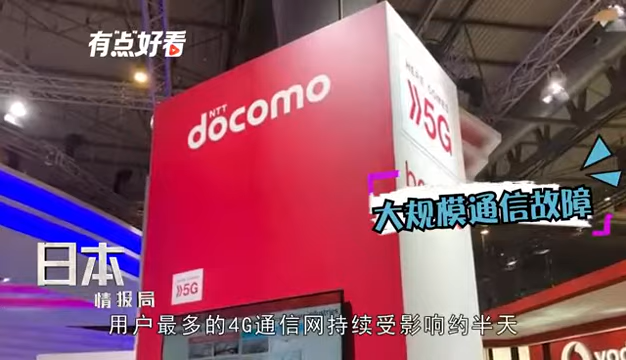 有点好看
NTT
docomo
HERE COMES
5G
大规模通信故障
日本
情报局
5G
用户最多的4G通信网持续受影响约半天